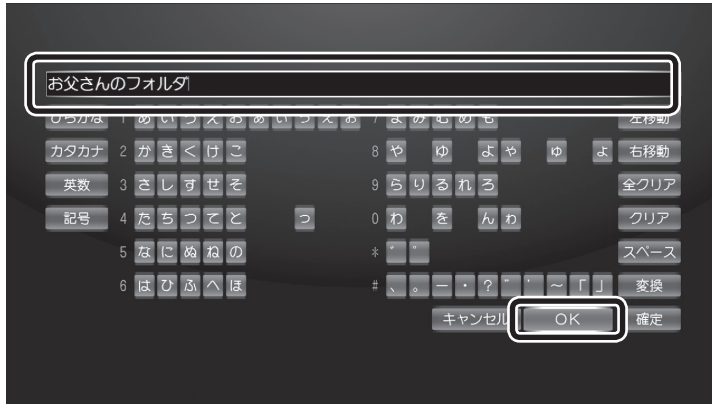 お父さんのフォルダ
ひらがな 1 あ い う え お ぁ ぃ ぅ ぇ ぉ 7 ま み む め も 左移動
カタカナ 2 か き く け こ 8 や ゆ よ ゃ ゅ ょ 右移動
英数 3 さ し す せ そ 9 ら り る れ ろ 全クリア
記号 4 た ち つ て と っ 0 わ を ん ゎ クリア
5 な に ぬ ね の * ゛ ゜ スペース
6 は ひ ふ へ ほ # 、 。 ー ・ ? ¨ ′ ~ 「 」 変換
キャンセル OK 確定